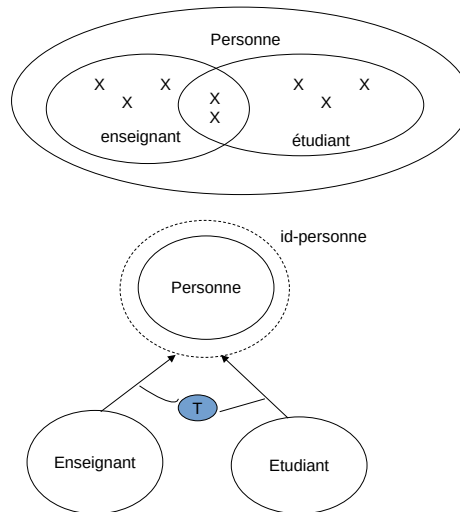 Personne
X X X X
X X X
X
enseignant étudiant
id-personne
Personne
T
Enseignant Etudiant